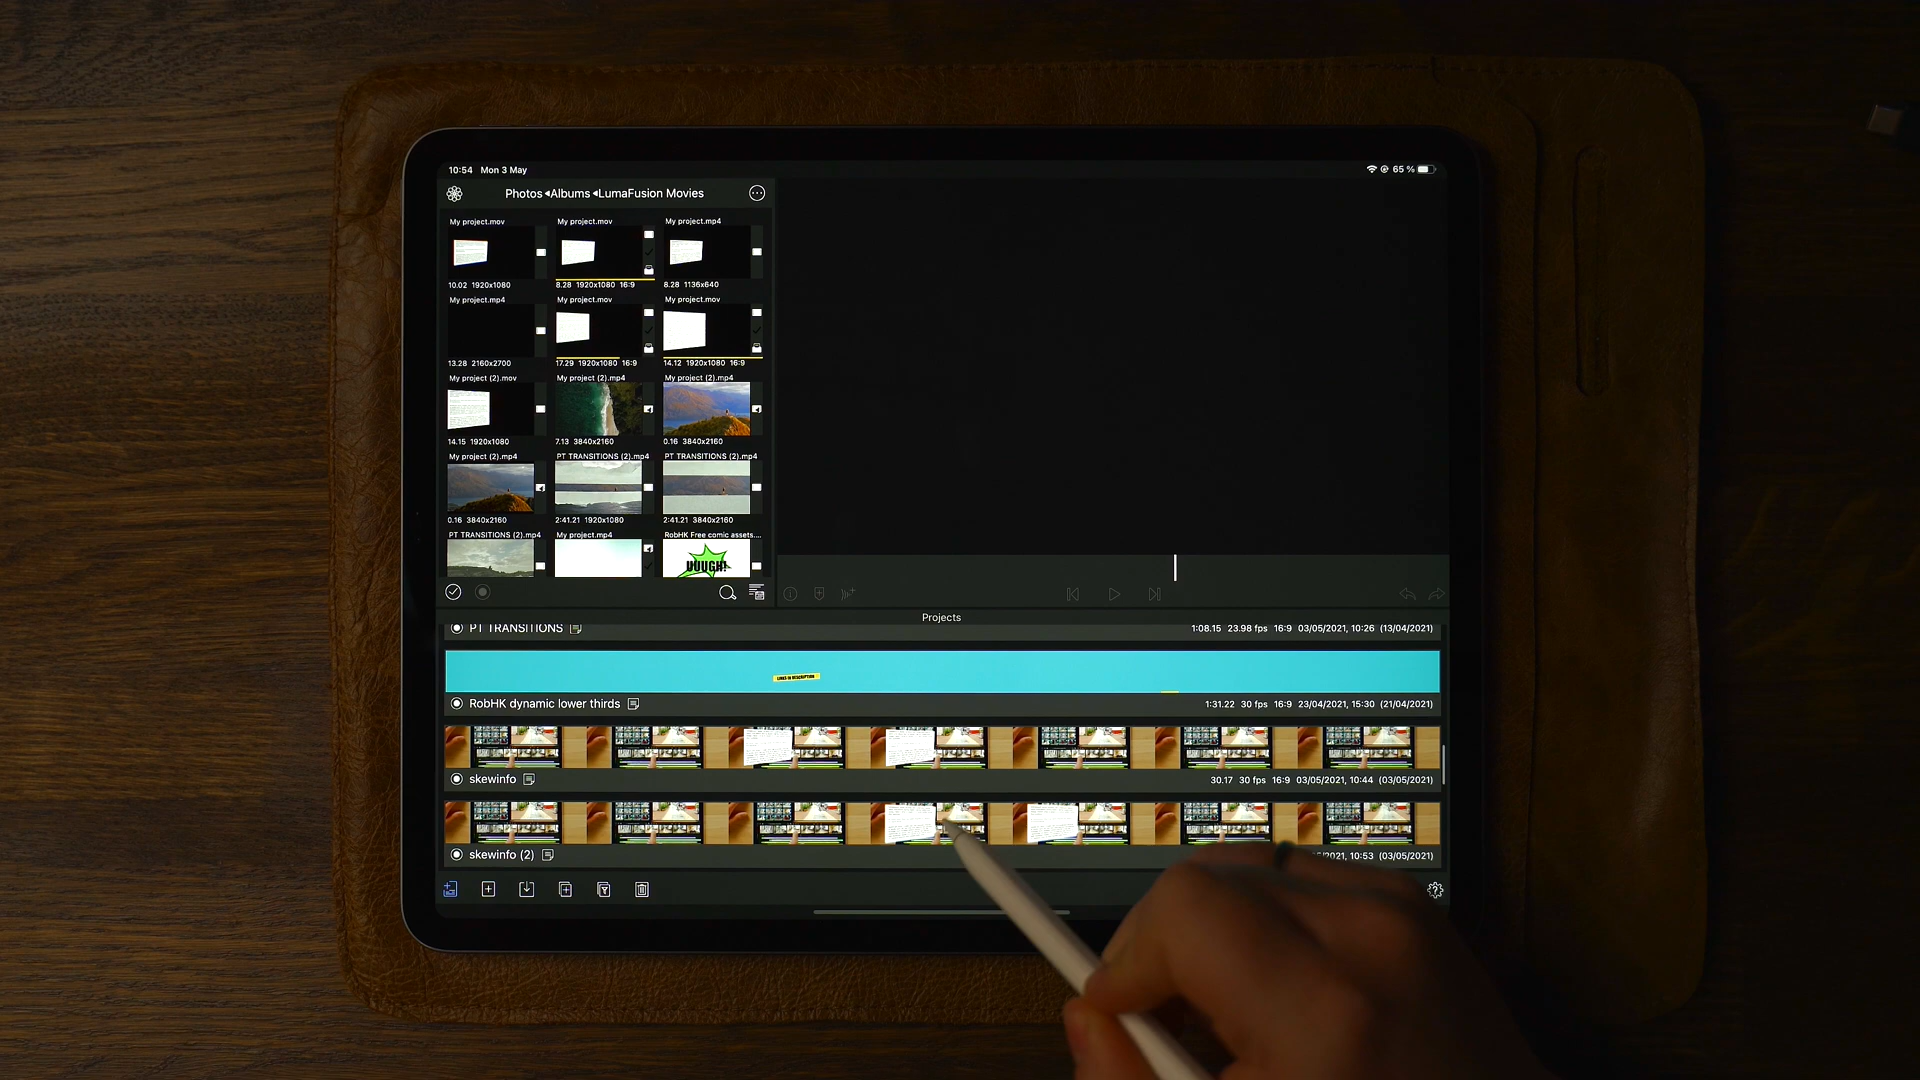 10:54 Mon 3 May
65 %
Photos ◂Albums ◂LumaFusion Movies
My project.mov
My project.mov
My project.mp4
10.02 1920x1080
8.28 1920x1080 16:9
8.28 1136x640
My project.mp4
My project.mov
My project.mov
13.28 2160x2700
17.29 1920x1080 16:9
14.12 1920x1080 16:9
My project (2).mov
My project (2).mp4
My project (2).mp4
14.15 1920x1080
7.13 3840x2160
0.16 3840x2160
My project (2).mp4
PT TRANSITIONS (2).mp4
PT TRANSITIONS (2).mp4
0.16 3840x2160
2:41.21 1920x1080
2:41.21 3840x2160
PT TRANSITIONS (2).mp4
My project.mp4
RobHK Free comic assets....
UUUGH!
Projects
PT TRANSITIONS
1:08.15 23.98 fps 16:9 03/05/2021, 10:26 (13/04/2021)
LINKS IN DESCRIPTION
RobHK dynamic lower thirds
1:31.22 30 fps 16:9 23/04/2021, 15:30 (21/04/2021)
skewinfo
30.17 30 fps 16:9 03/05/2021, 10:44 (03/05/2021)
skewinfo (2)
/2021, 10:53 (03/05/2021)